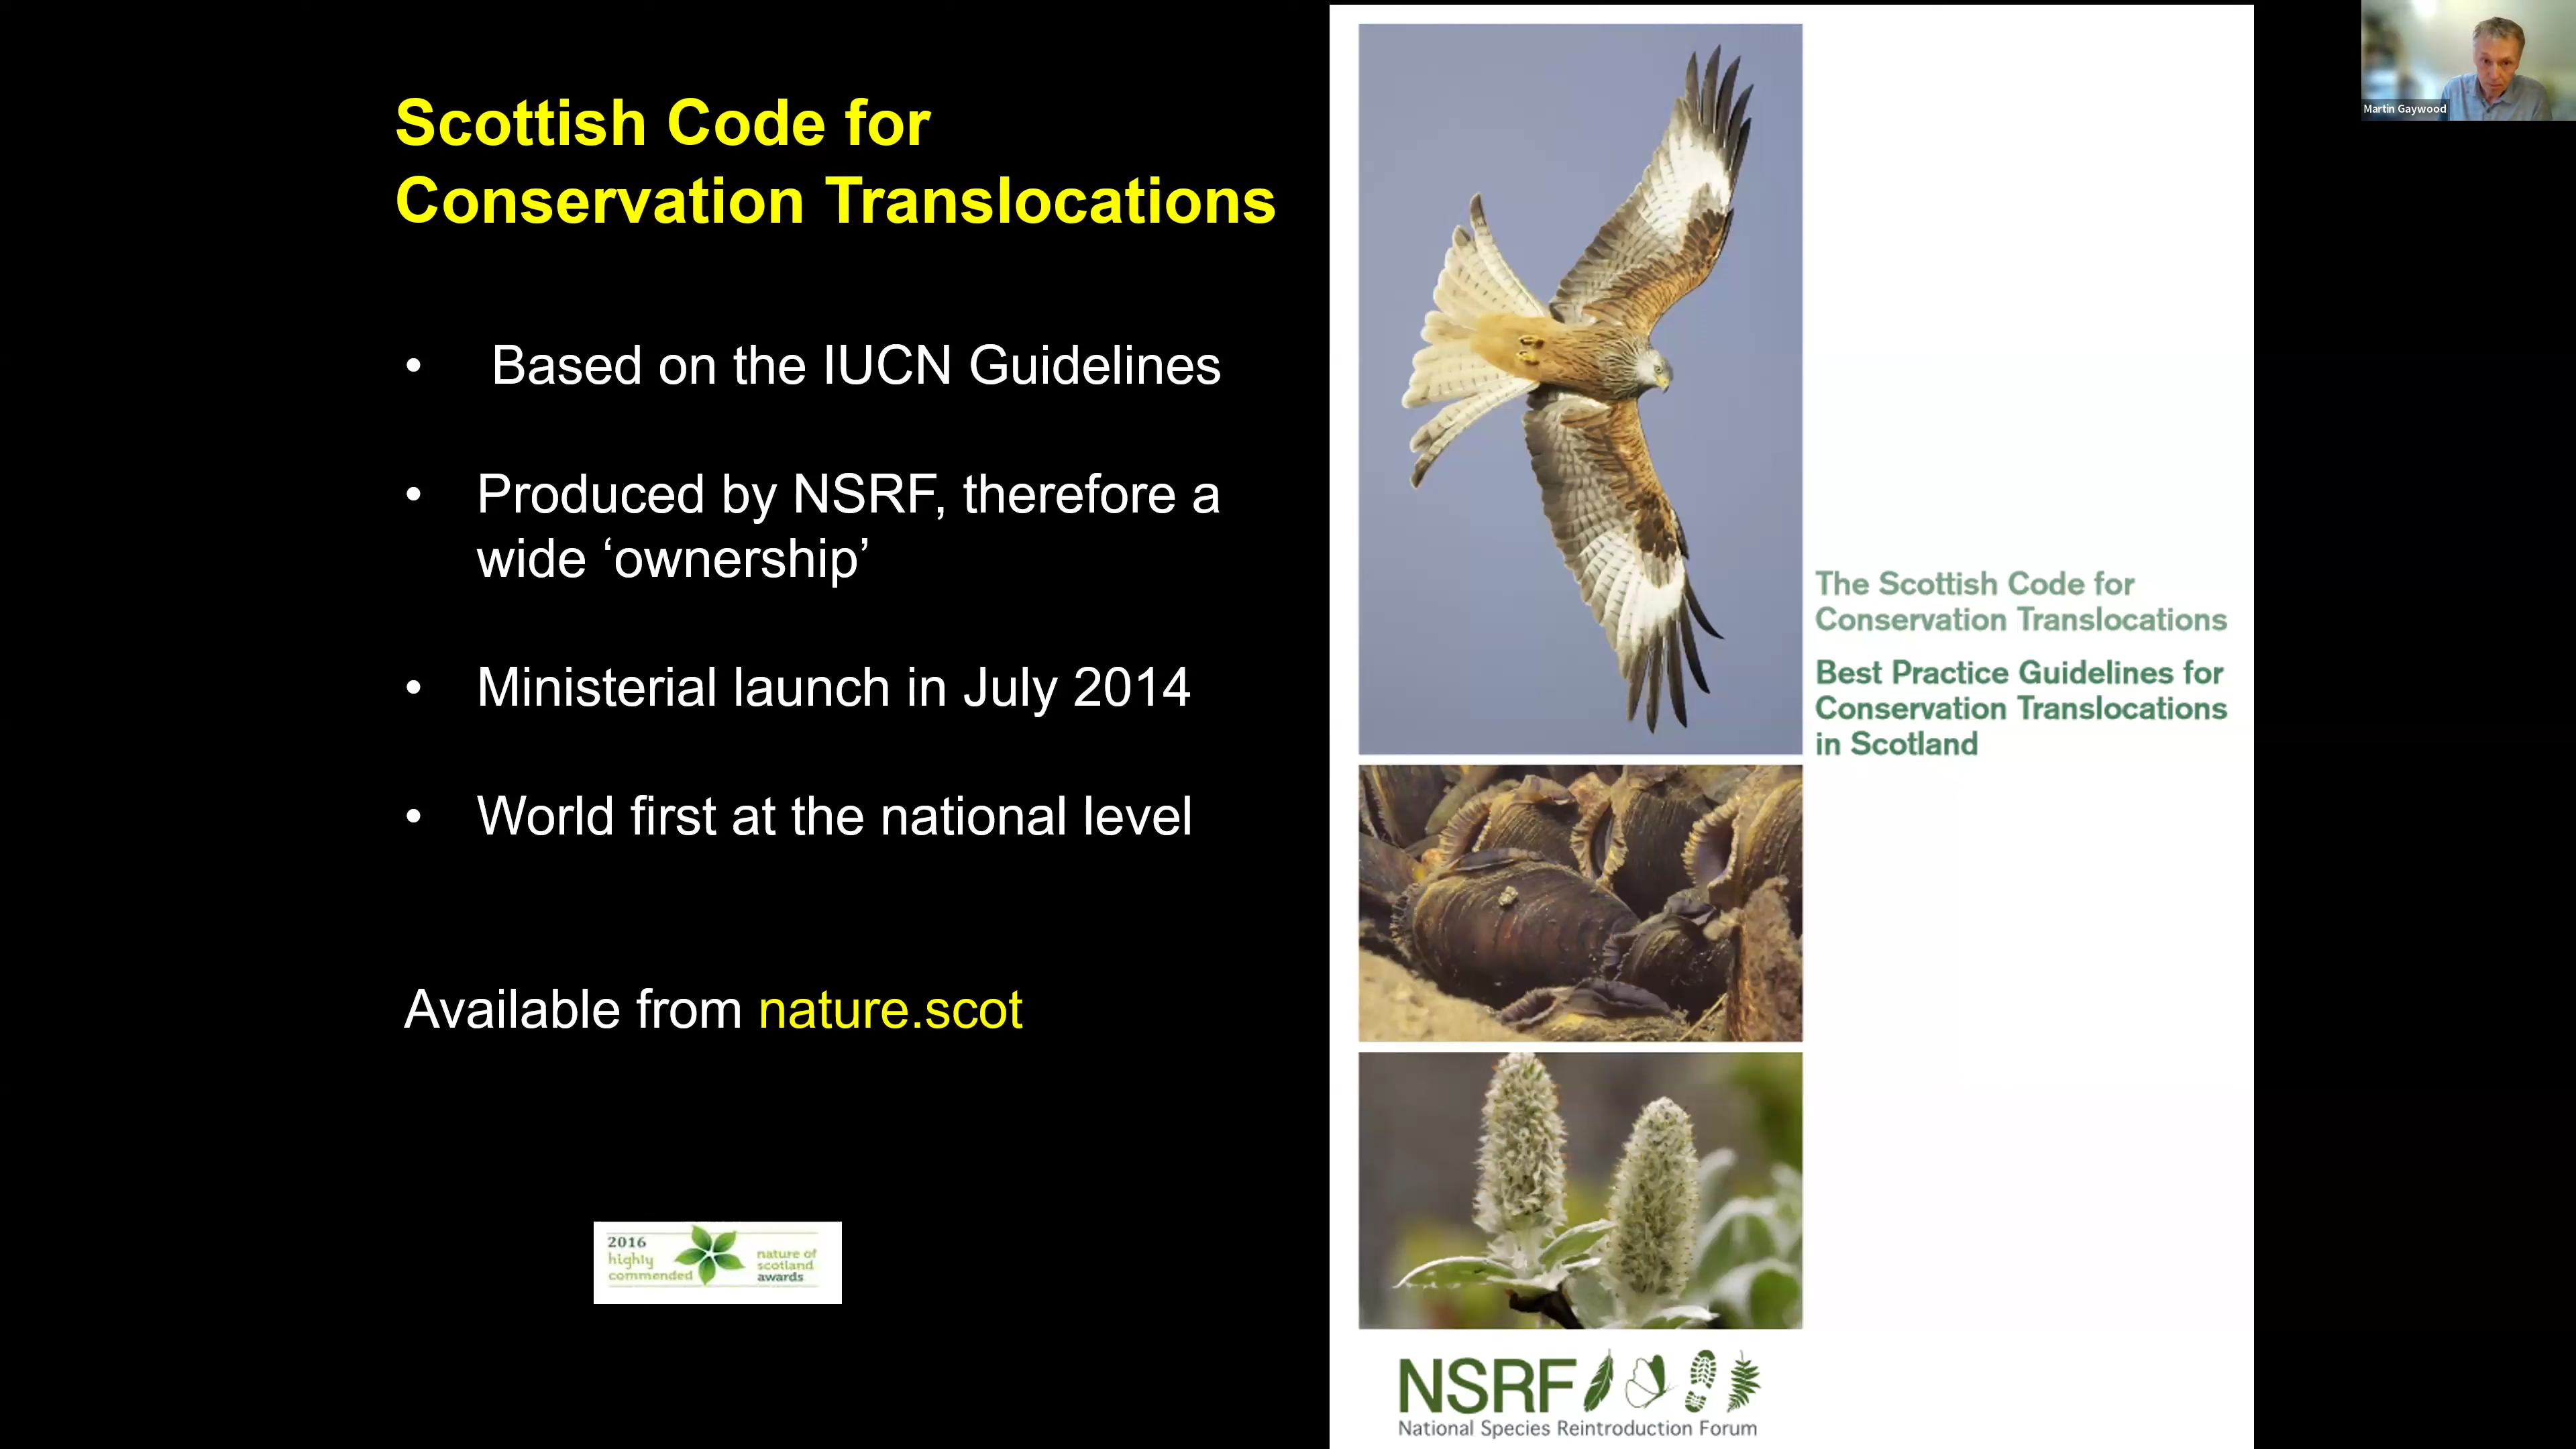 Scottish Code for
Conservation Translocations
• Based on the IUCN Guidelines
• Produced by NSRF, therefore a
wide ‘ownership’
• Ministerial launch in July 2014
• World first at the national level
Available from nature.scot
2016
highly
commended
nature of
scotland
awards
The Scottish Code for
Conservation Translocations
Best Practice Guidelines for
Conservation Translocations
in Scotland
NSRF
National Species Reintroduction Forum
Martin Gaywood